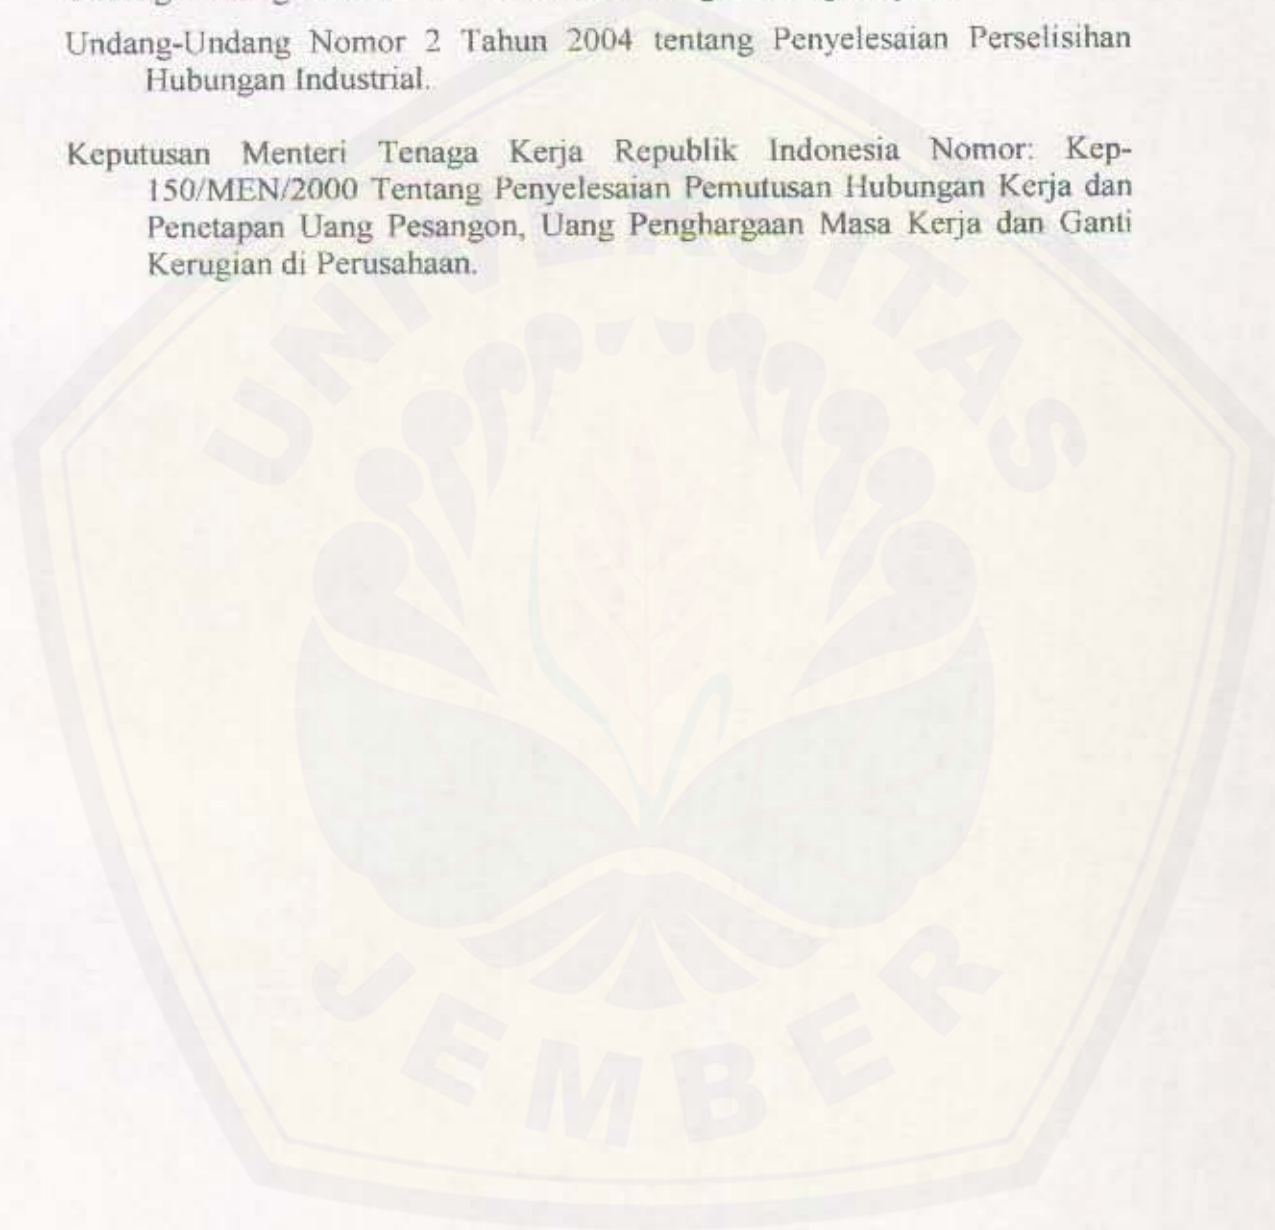 Undang-Undang Nomor 2 Tahun 2004 tentang Penyelesaian Perselisihan
Hubungan Industrial.
Keputusan Menteri Tenaga Kerja Republik Indonesia Nomor: Kep-
150/MEN/2000 Tentang Penyelesaian Pemutusan Hubungan Kerja dan
Penetapan Uang Pesangon, Uang Penghargaan Masa Kerja dan Ganti
Kerugian di Perusahaan.
UNIVERSITAS
JEMBER